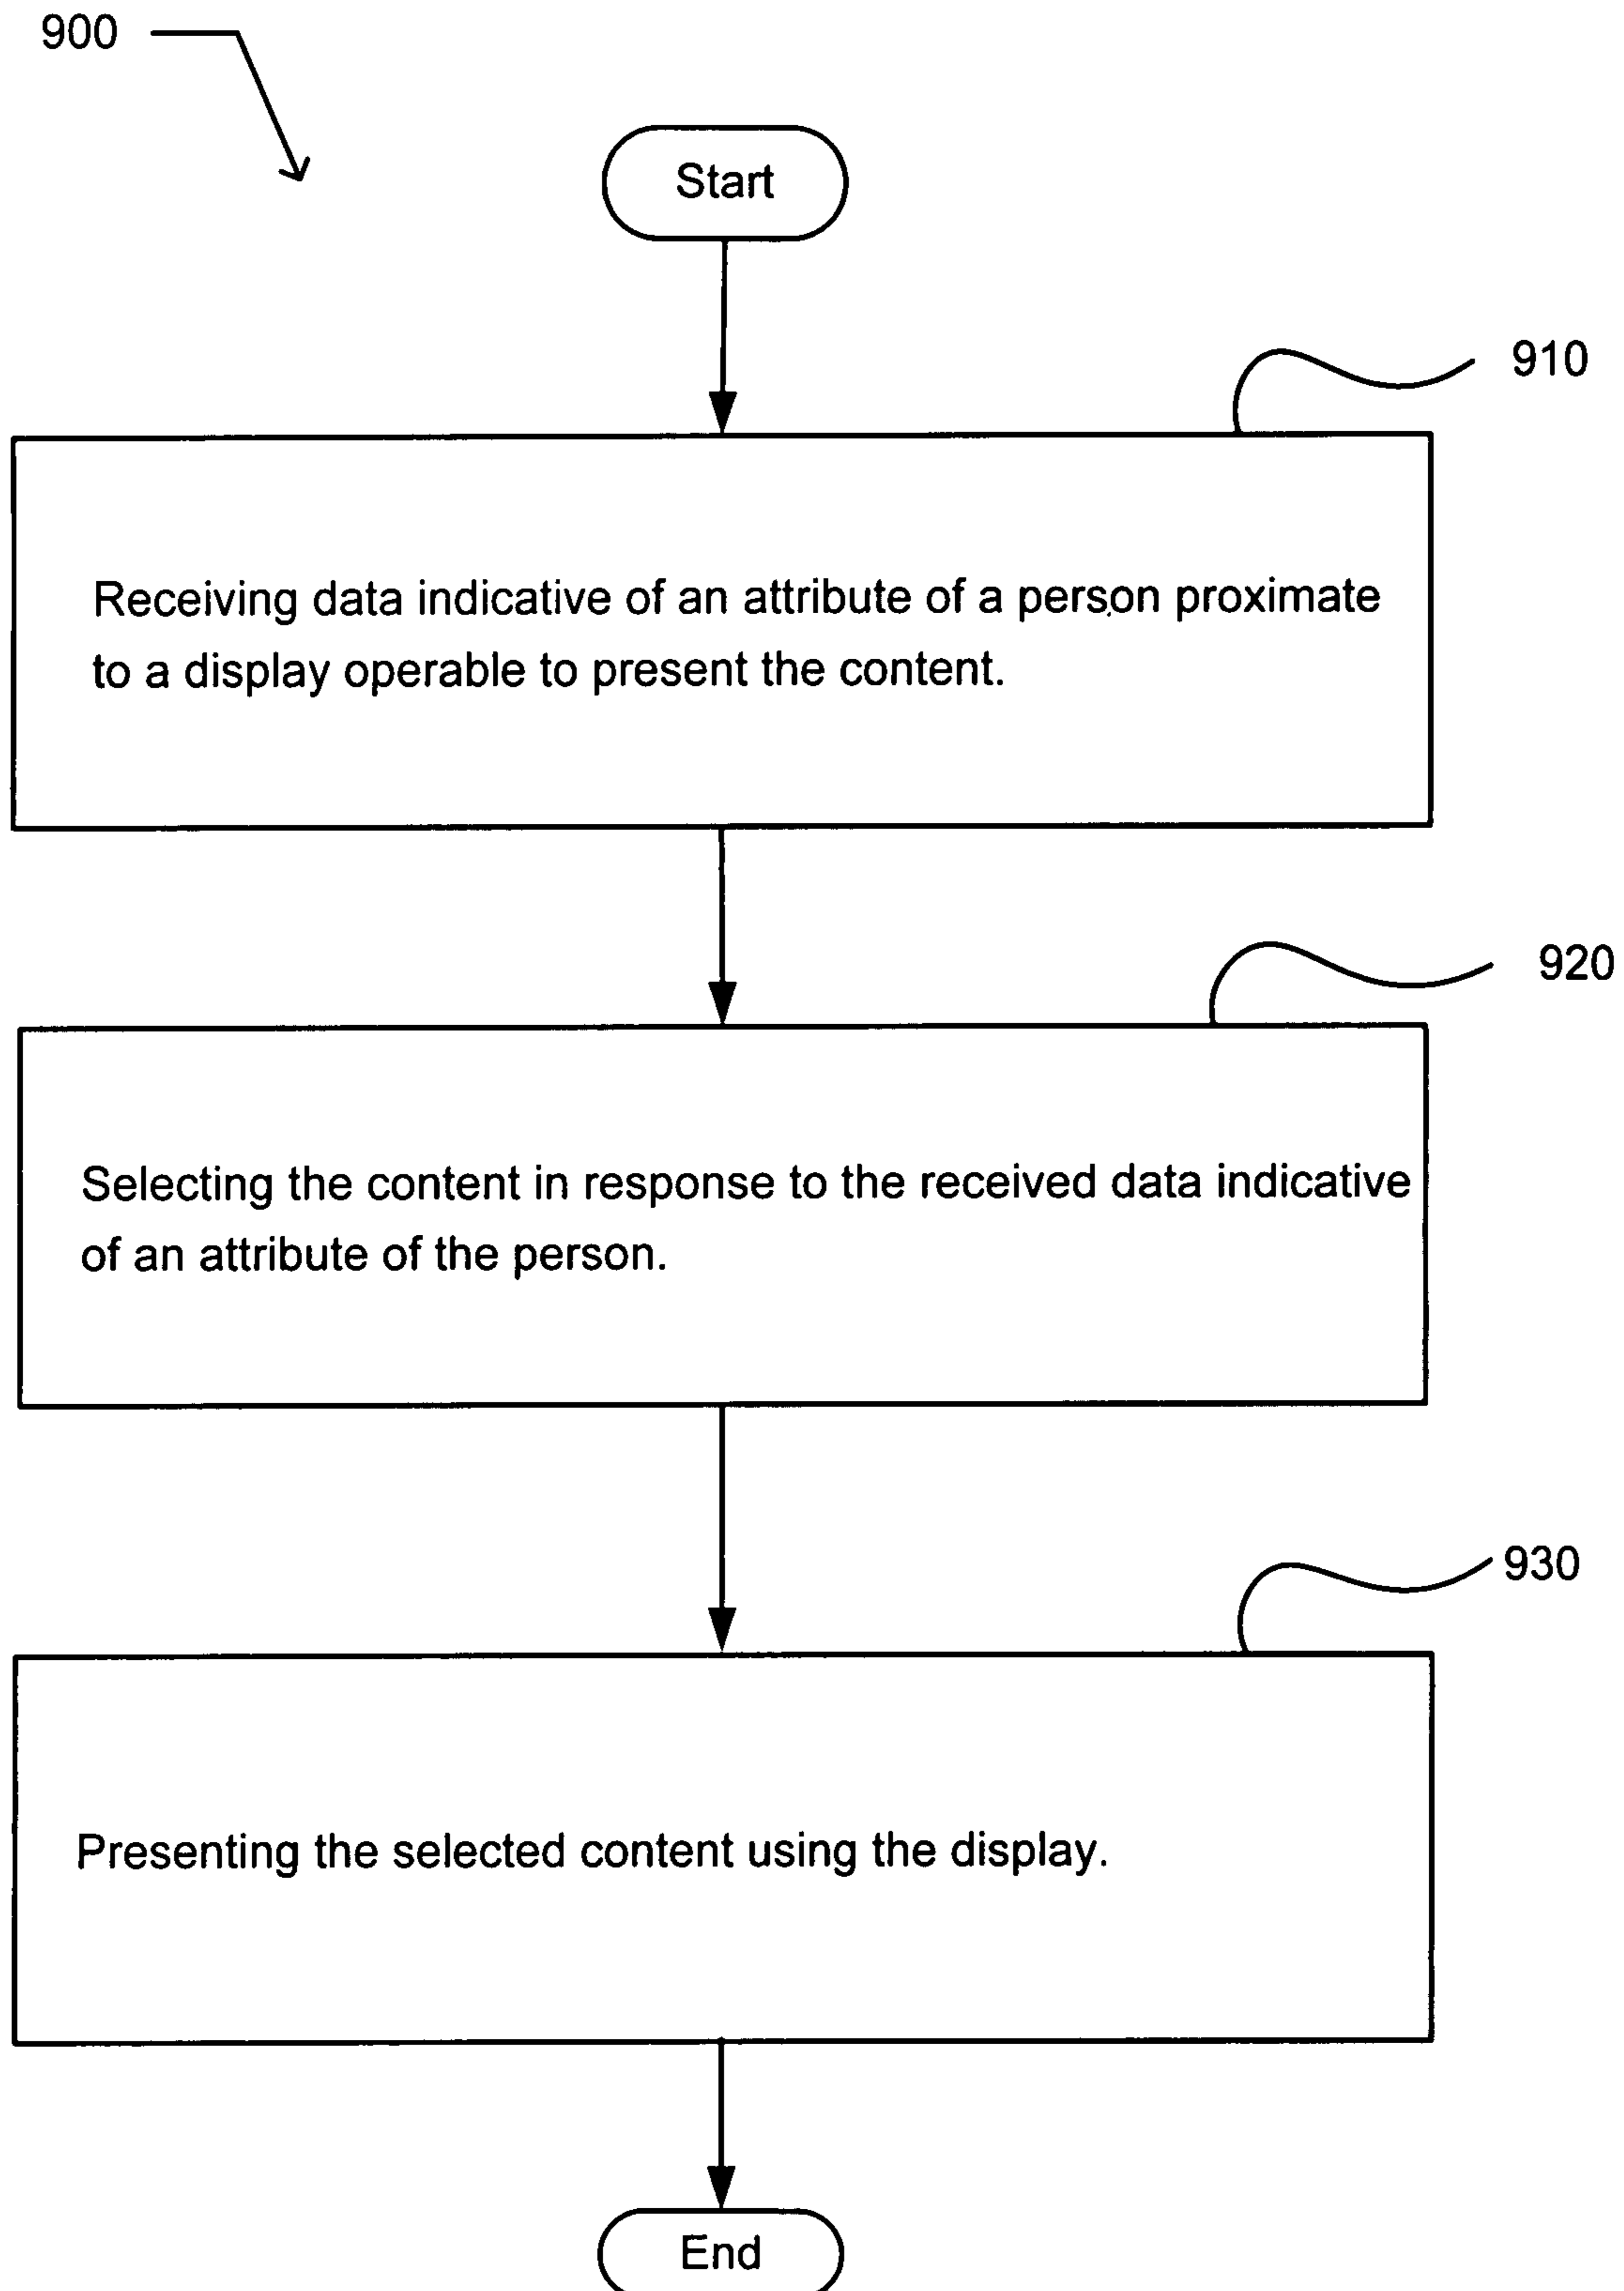 900
Start
910
Receiving data indicative of an attribute of a person proximate
to a display operable to present the content.
920
Selecting the content in response to the received data indicative
of an attribute of the person.
930
Presenting the selected content using the display.
End